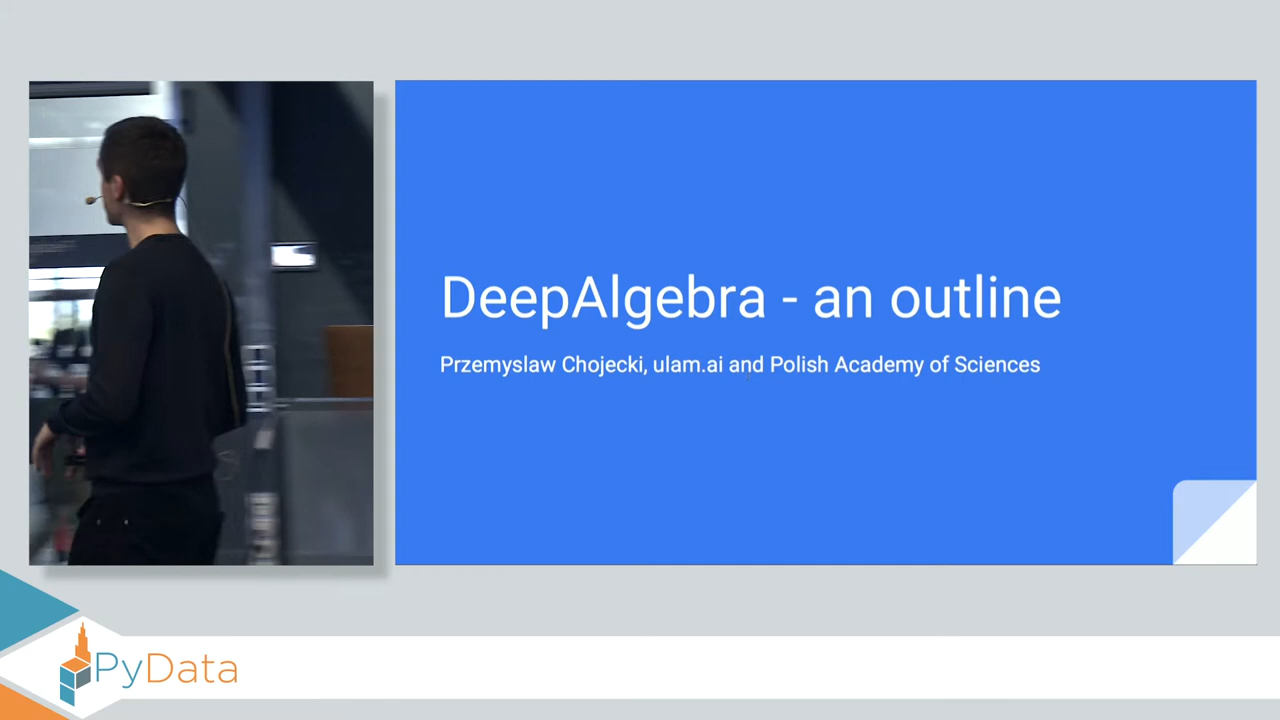 DeepAlgebra - an outline
Przemyslaw Chojecki, ulam.ai and Polish Academy of Sciences
PyData